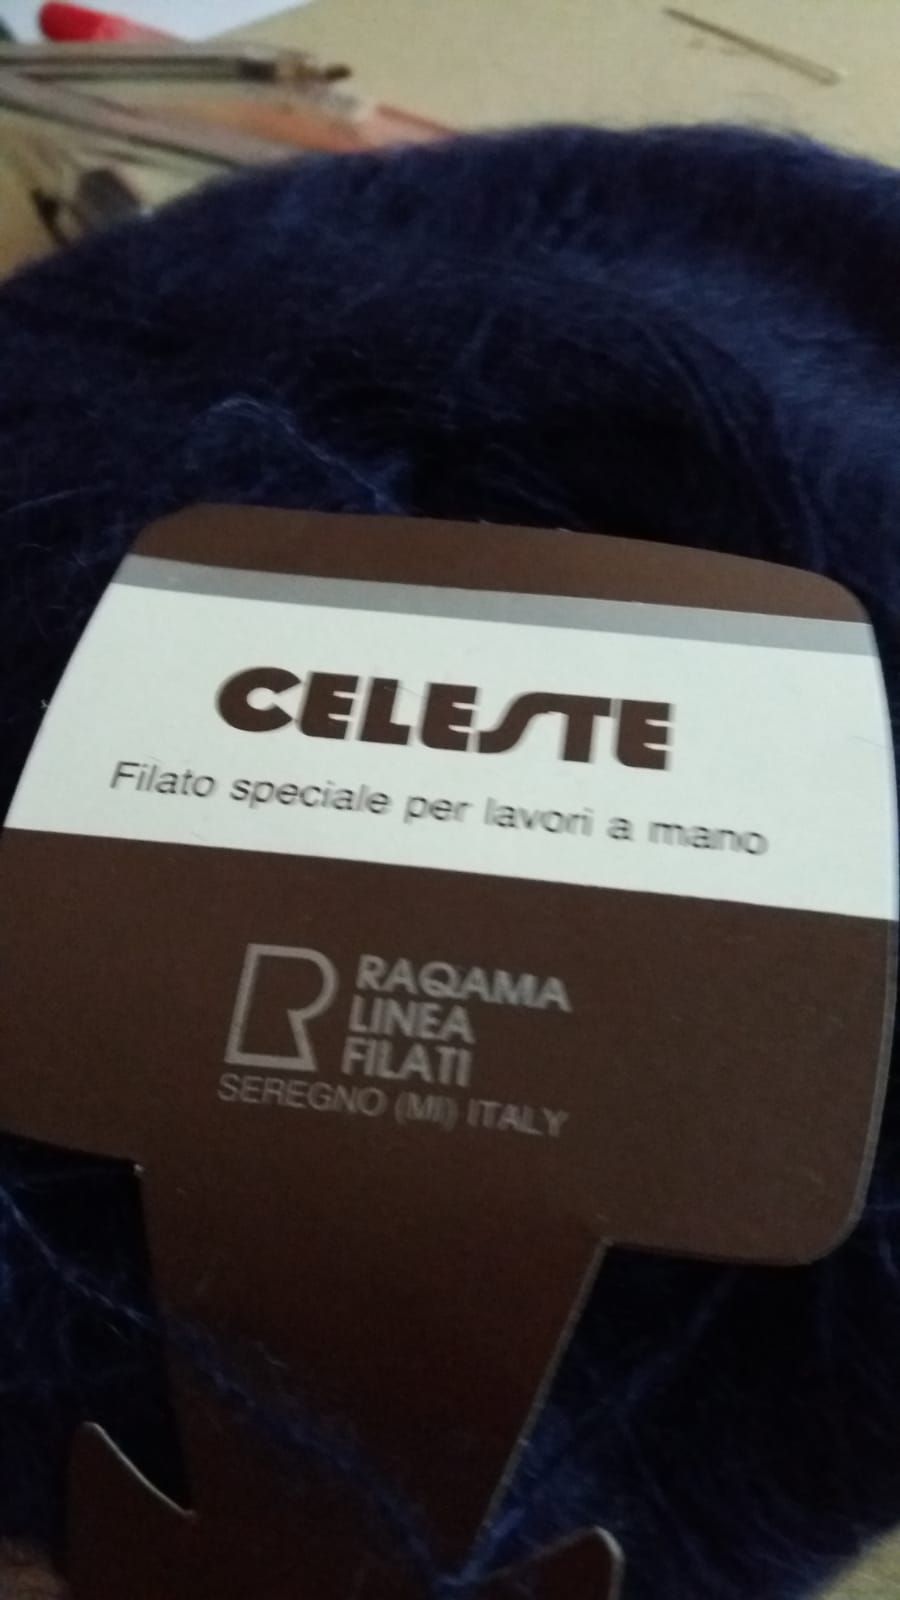 CELESTE
Filato speciale per lavori a mano
RAQAMA
LINEA
FILATI
SEREGNO (MI) ITALY